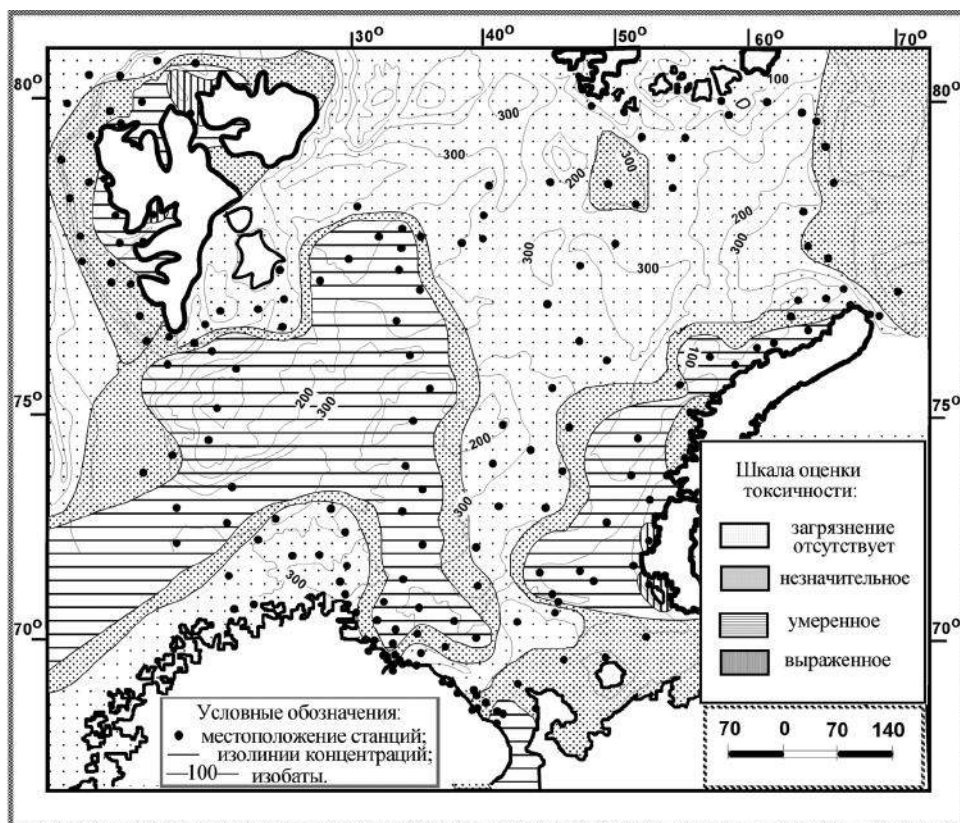 30° 40° 50° 60° 70°
80° 80°
100
300
300
300
200
200
300
300
300
100
75° 75°
200
300
200
300
300
70° 70°
Шкала оценки
токсичности:
загрязнение
отсутствует
незначительное
умеренное
выраженное
Условные обозначения:
местоположение станций;
изолинии концентраций;
—100— изобаты.
70 0 70 140